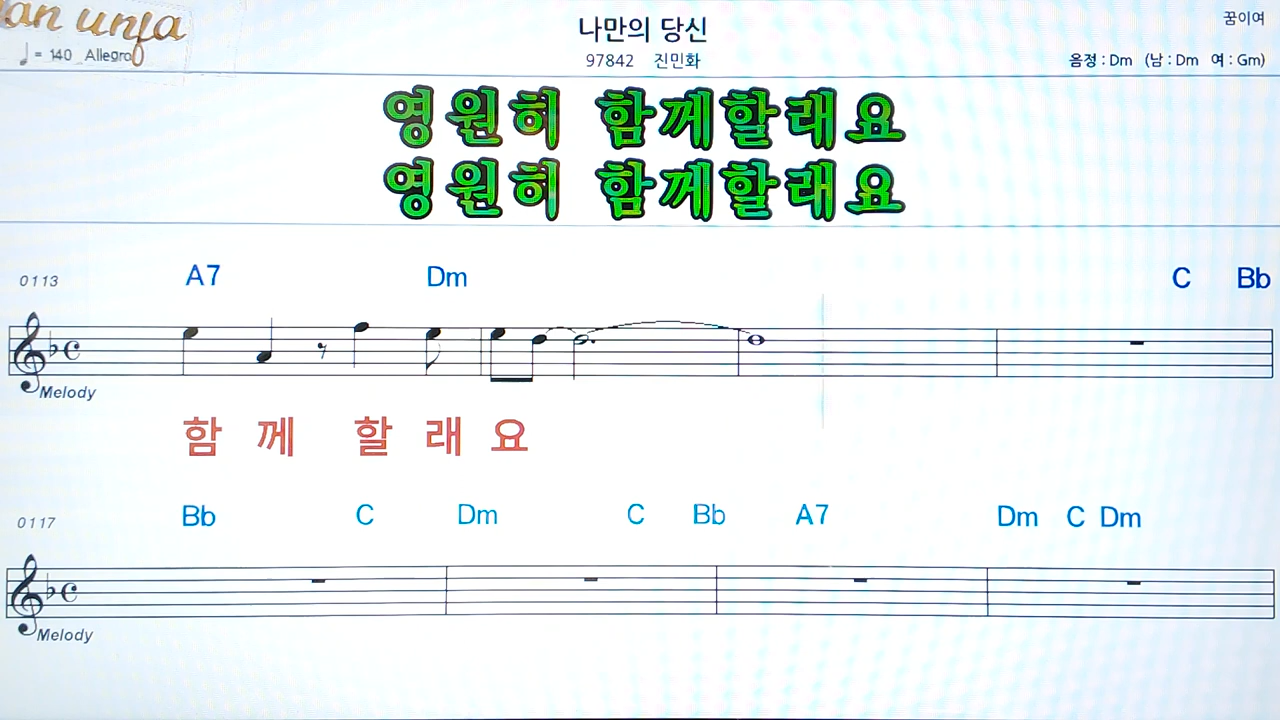 나만의 당신
꿈이여
♩ = 140 Allegro
97842 진민화
음정 : Dm (남 : Dm 여 : Gm)
영원히 함께할래요
영원히 함께할래요
0113 A7 Dm C Bb
Melody
함 께 할 래 요
0117 Bb C Dm C Bb A7 Dm C Dm
Melody